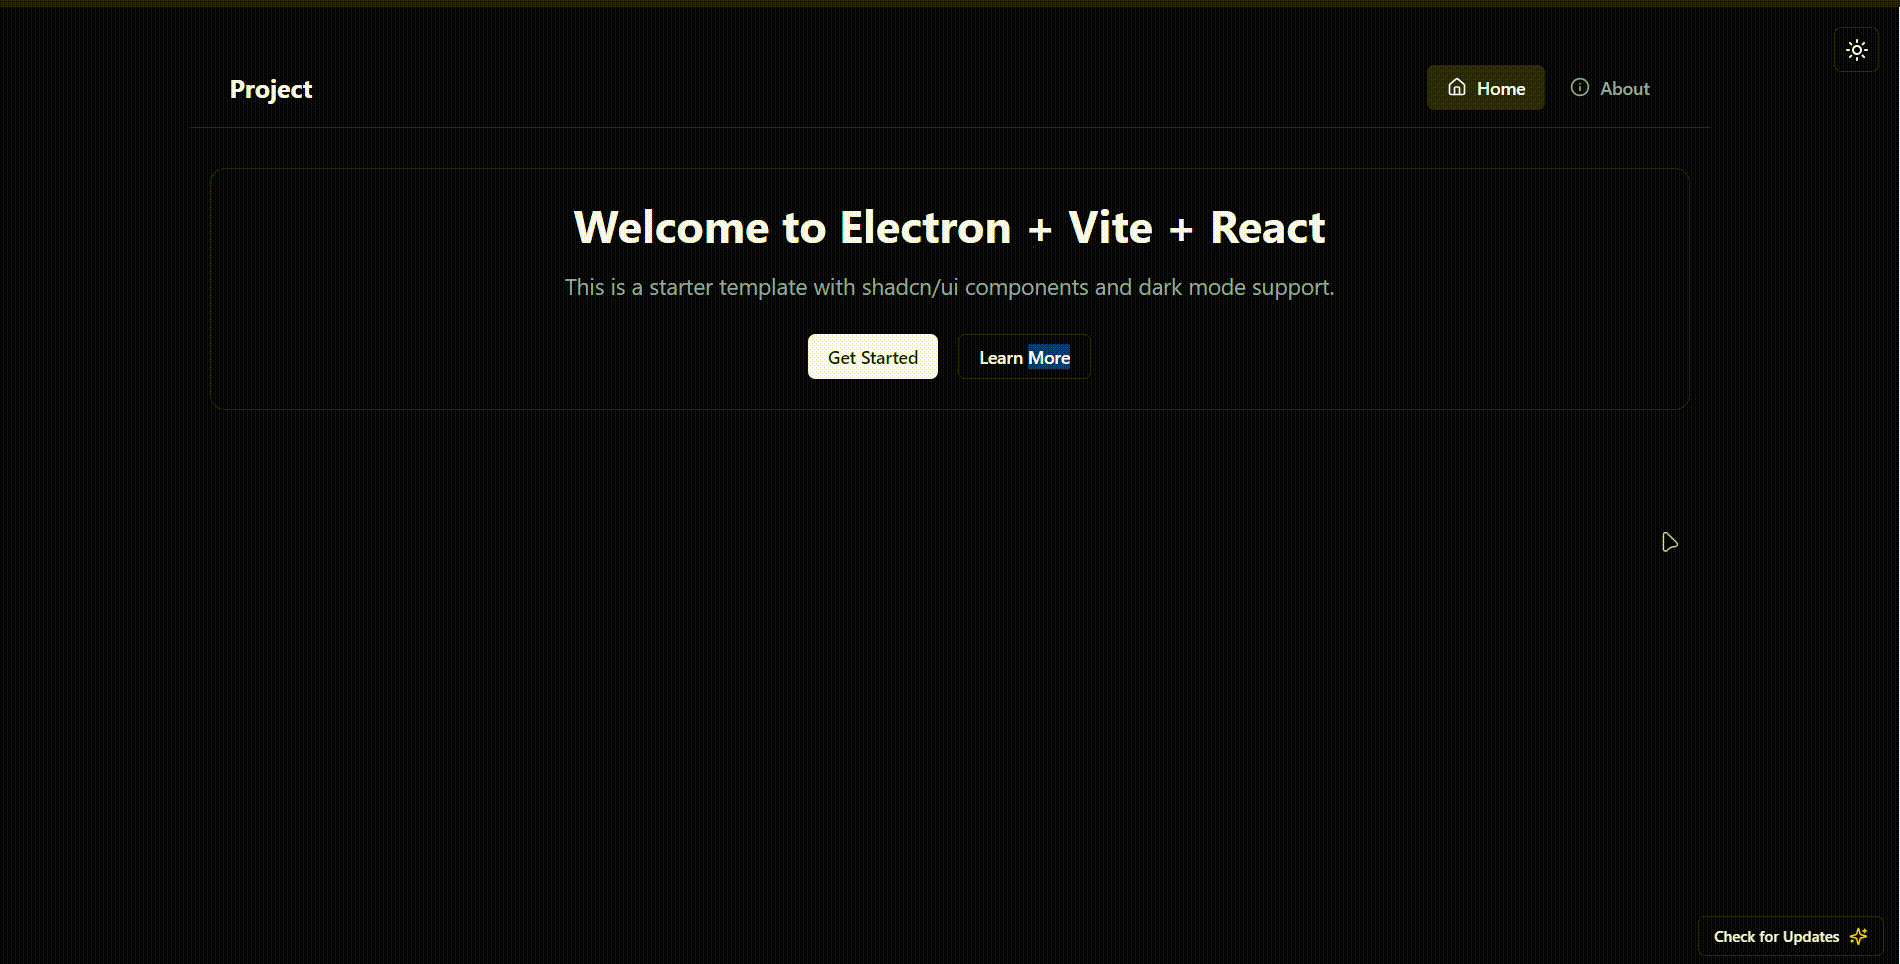 Project
Home
About
Welcome to Electron + Vite + React
This is a starter template with shadcn/ui components and dark mode support.
Get Started
Learn More
Check for Updates